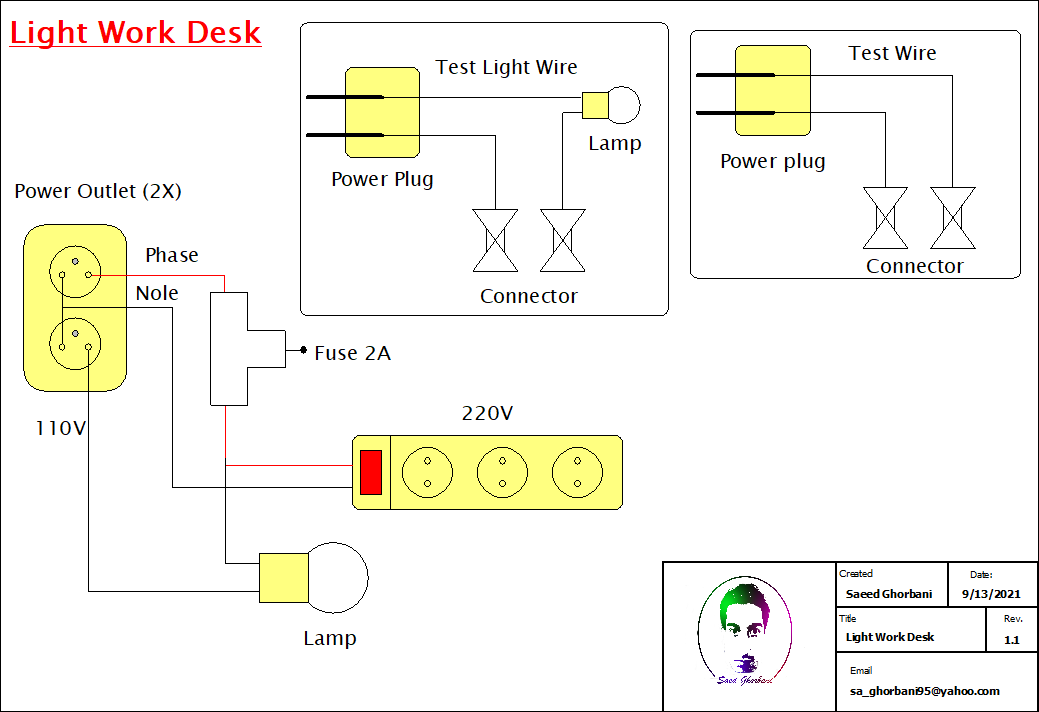 Light Work Desk
Test Light Wire
Lamp
Power Plug
Connector
Test Wire
Power plug
Connector
Power Outlet (2X)
Phase
Nole
Fuse 2A
110V
220V
Lamp
Created
Saeed Ghorbani
Date:
9/13/2021
Title
Light Work Desk
Rev.
1.1
Email
sa_ghorbani95@yahoo.com
Saed Ghorbani